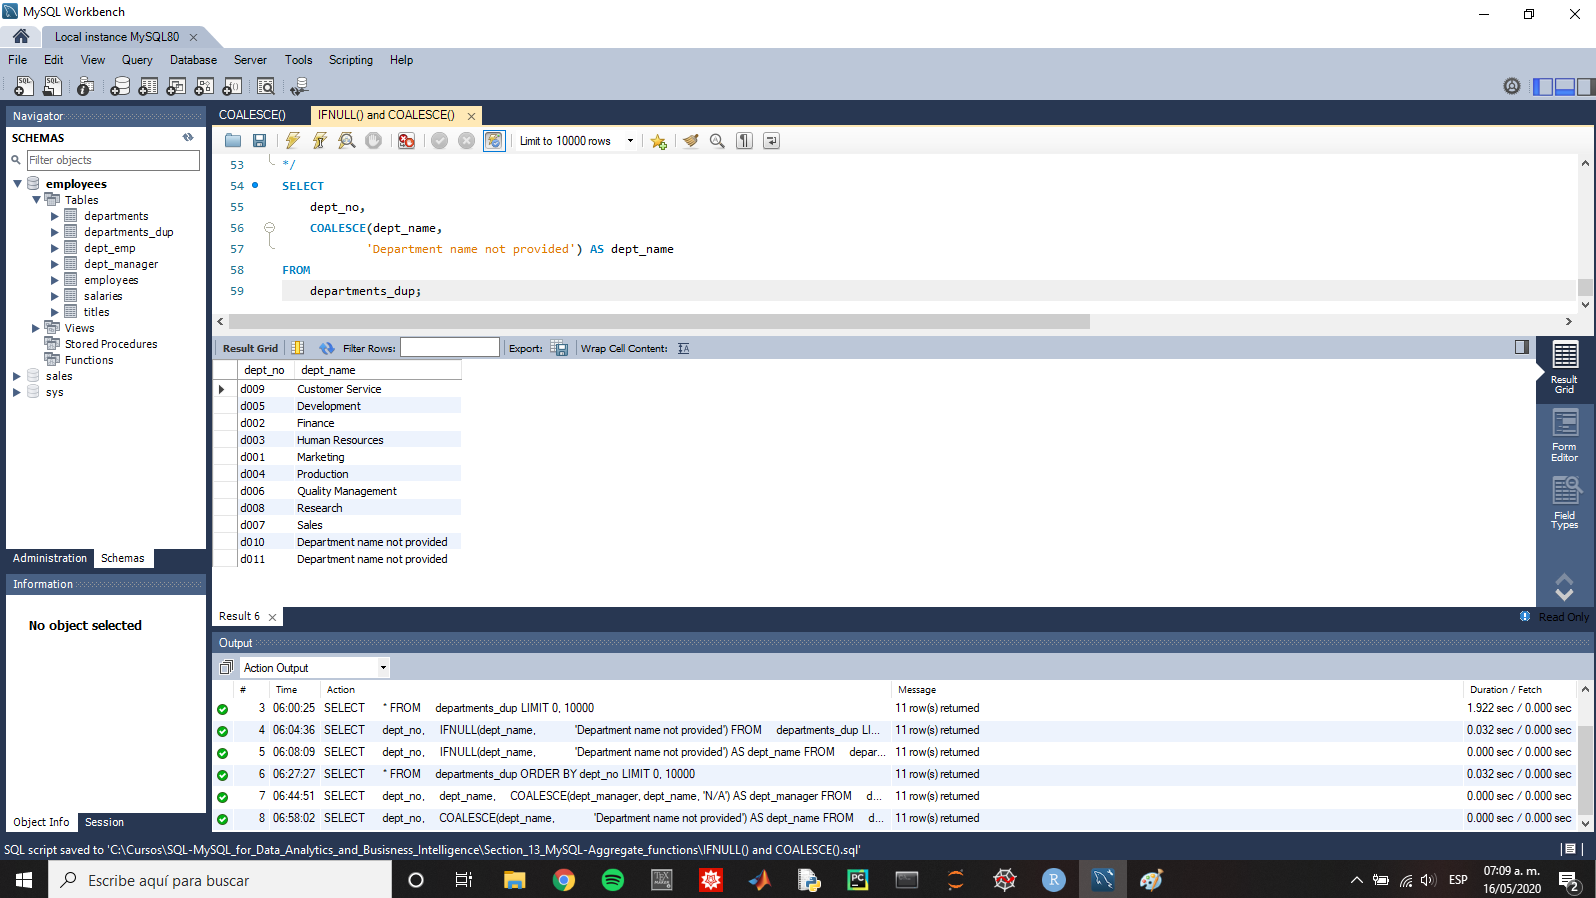 MySQL Workbench
Local instance MySQL80
File Edit View Query Database Server Tools Scripting Help
Navigator
SCHEMAS
Filter objects
employees
Tables
departments
departments_dup
dept_emp
dept_manager
employees
salaries
titles
Views
Stored Procedures
Functions
sales
sys
Administration Schemas
Information
No object selected
Object Info Session
COALESCE() IFNULL() and COALESCE()
Limit to 10000 rows
53 */
54 SELECT
55 dept_no,
56 COALESCE(dept_name,
57 'Department name not provided') AS dept_name
58 FROM
59 departments_dup;
Result Grid Filter Rows: Export: Wrap Cell Content:
dept_no dept_name
d009 Customer Service
d005 Development
d002 Finance
d003 Human Resources
d001 Marketing
d004 Production
d006 Quality Management
d008 Research
d007 Sales
d010 Department name not provided
d011 Department name not provided
Result Grid
Form Editor
Field Types
Result 6
Read Only
Output
Action Output
# Time Action Message Duration / Fetch
3 06:00:25 SELECT * FROM departments_dup LIMIT 0, 10000 11 row(s) returned 1.922 sec / 0.000 sec
4 06:04:36 SELECT dept_no, IFNULL(dept_name, 'Department name not provided') FROM departments_dup LI... 11 row(s) returned 0.032 sec / 0.000 sec
5 06:08:09 SELECT dept_no, IFNULL(dept_name, 'Department name not provided') AS dept_name FROM depar... 11 row(s) returned 0.000 sec / 0.000 sec
6 06:27:27 SELECT * FROM departments_dup ORDER BY dept_no LIMIT 0, 10000 11 row(s) returned 0.032 sec / 0.000 sec
7 06:44:51 SELECT dept_no, dept_name, COALESCE(dept_manager, dept_name, 'N/A') AS dept_manager FROM d... 11 row(s) returned 0.000 sec / 0.000 sec
8 06:58:02 SELECT dept_no, COALESCE(dept_name, 'Department name not provided') AS dept_name FROM d... 11 row(s) returned 0.000 sec / 0.000 sec
SQL script saved to 'C:\Cursos\SQL-MySQL_for_Data_Analytics_and_Busisness_Intelligence\Section_13_MySQL-Aggregate_functions\IFNULL() and COALESCE().sql'
Escribe aquí para buscar
ESP
07:09 a. m.
16/05/2020
2